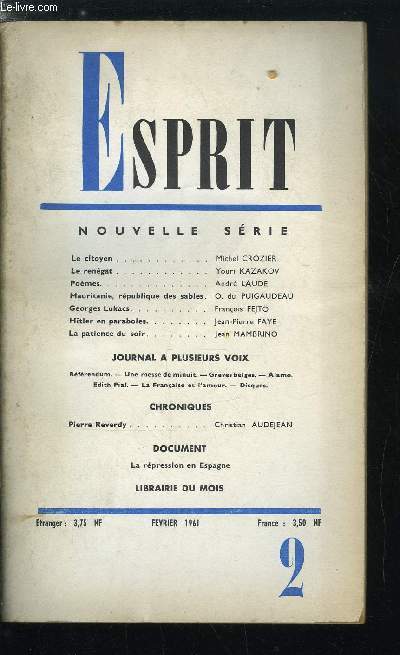 Le-livre.com
ESPRIT
NOUVELLE SÉRIE
Le citoyen . . . . . . . . . . . Michel CROZIER
Le renégat . . . . . . . . . . . Youri KAZAKOV
Poèmes. . . . . . . . . . . . André LAUDE
Mauritanie, république des sables. O. du PUIGAUDEAU
Georges Lukacs. . . . . . . . . François FEJTO
Hitler en paraboles. . . . . . . . Jean-Pierre FAYE
La patience du soir. . . . . . . . Jean MAMBRINO
JOURNAL A PLUSIEURS VOIX
Référendum. — Une messe de minuit. — Grèves belges. — Alamo.
Edith Piaf. — La Française et l'amour. — Disques.
CHRONIQUES
Pierre Reverdy . . . . . . . . . . Christian AUDEJEAN
DOCUMENT
La répression en Espagne
LIBRAIRIE DU MOIS
Etranger : 3,75 NF FEVRIER 1961 France : 3,50 NF
2